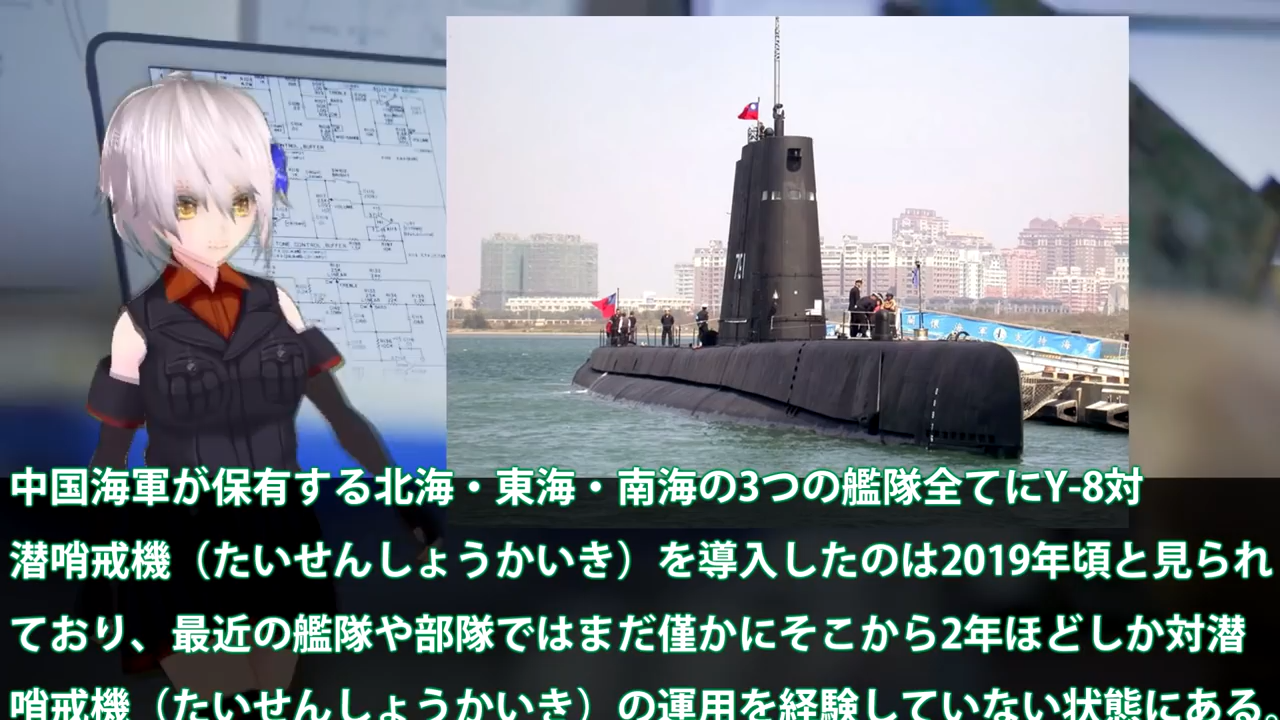 791
中国海軍が保有する北海・東海・南海の3つの艦隊全てにY-8対
潜哨戒機（たいせんしょうかいき）を導入したのは2019年頃と見られ
ており、最近の艦隊や部隊ではまだ僅かにそこから2年ほどしか対潜
哨戒機（たいせんしょうかいき）の運用を経験していない状態にある。